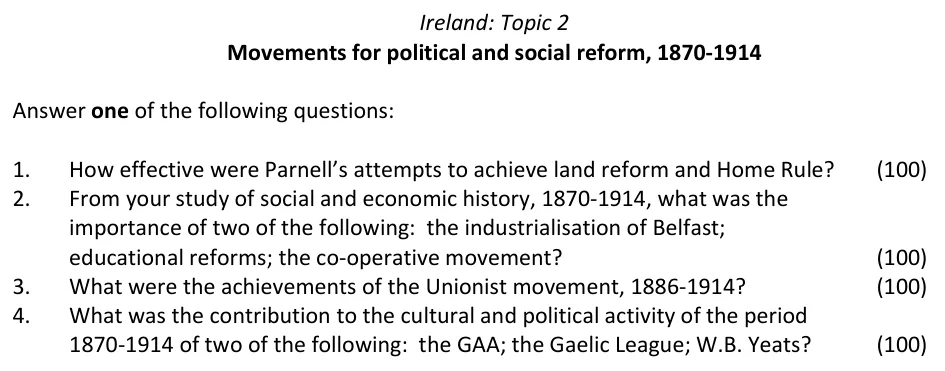 Ireland: Topic 2
Movements for political and social reform, 1870-1914
Answer one of the following questions:
1. How effective were Parnell’s attempts to achieve land reform and Home Rule? (100)
2. From your study of social and economic history, 1870-1914, what was the
importance of two of the following: the industrialisation of Belfast;
educational reforms; the co-operative movement? (100)
3. What were the achievements of the Unionist movement, 1886-1914? (100)
4. What was the contribution to the cultural and political activity of the period
1870-1914 of two of the following: the GAA; the Gaelic League; W.B. Yeats? (100)